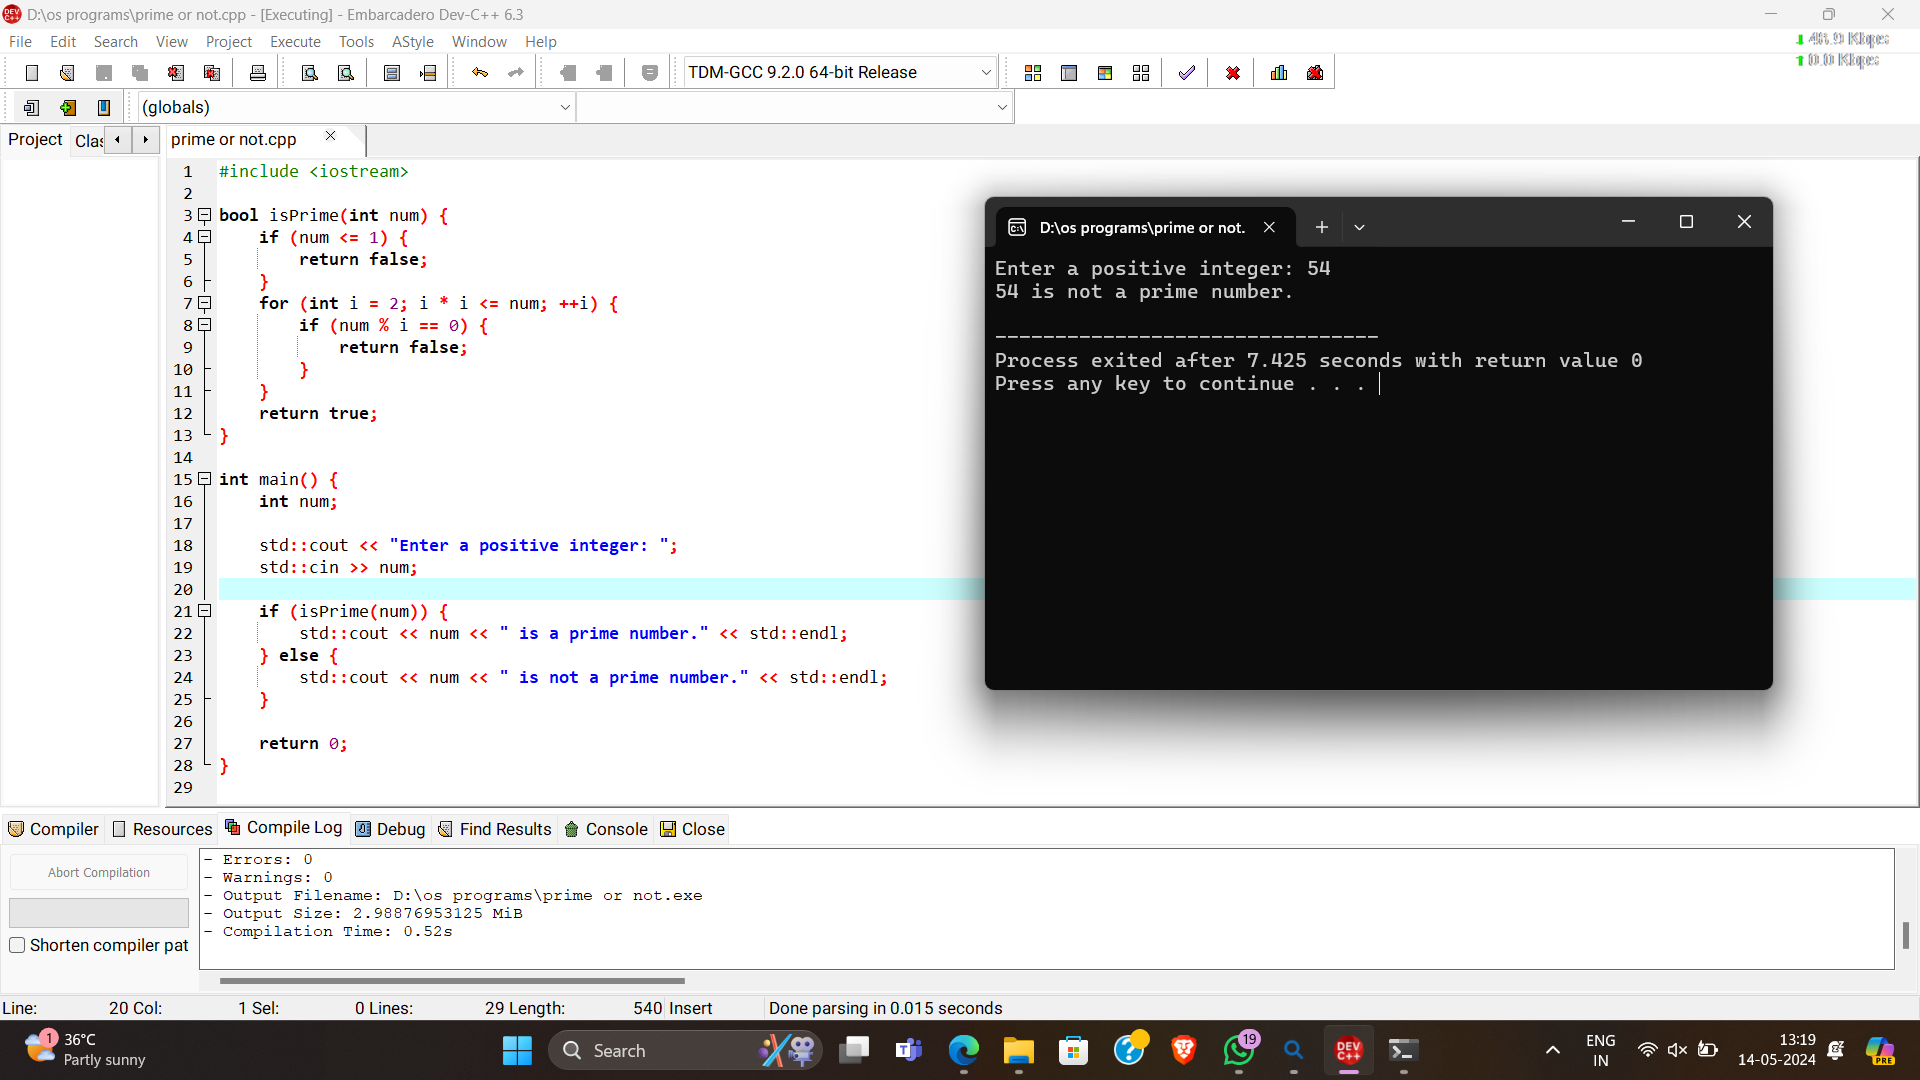 D:\os programs\prime or not.cpp - [Executing] - Embarcadero Dev-C++ 6.3
File Edit Search View Project Execute Tools AStyle Window Help
46.9 Kbps
0.0 Kbps
TDM-GCC 9.2.0 64-bit Release
(globals)
Project Clas prime or not.cpp
1 #include <iostream>
2
3 bool isPrime(int num) {
4 if (num <= 1) {
5 return false;
6 }
7 for (int i = 2; i * i <= num; ++i) {
8 if (num % i == 0) {
9 return false;
10 }
11 }
12 return true;
13 }
14
15 int main() {
16 int num;
17
18 std::cout << "Enter a positive integer: ";
19 std::cin >> num;
20
21 if (isPrime(num)) {
22 std::cout << num << " is a prime number." << std::endl;
23 } else {
24 std::cout << num << " is not a prime number." << std::endl;
25 }
26
27 return 0;
28 }
29
D:\os programs\prime or not.
Enter a positive integer: 54
54 is not a prime number.
--------------------------------
Process exited after 7.425 seconds with return value 0
Press any key to continue . . .
Compiler Resources Compile Log Debug Find Results Console Close
Abort Compilation
Shorten compiler pat
- Errors: 0
- Warnings: 0
- Output Filename: D:\os programs\prime or not.exe
- Output Size: 2.98876953125 MiB
- Compilation Time: 0.52s
Line: 20 Col: 1 Sel: 0 Lines: 29 Length: 540 Insert Done parsing in 0.015 seconds
1
36°C
Partly sunny
Search
19
DEV C++
ENG
IN
13:19
14-05-2024
PRE